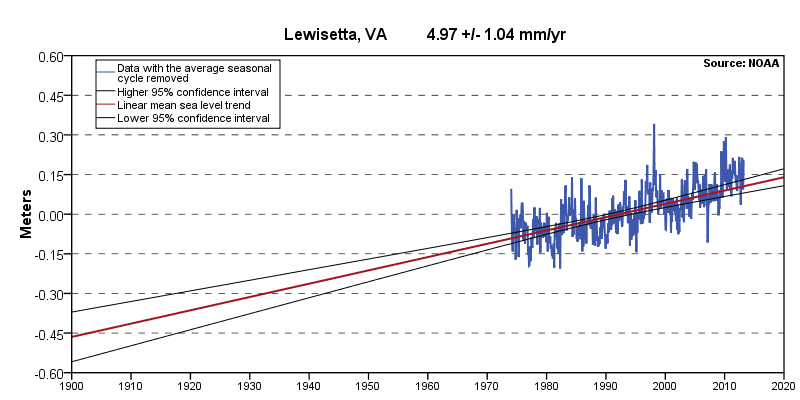 Lewisetta, VA 4.97 +/- 1.04 mm/yr
Source: NOAA
Data with the average seasonal
cycle removed
Higher 95% confidence interval
Linear mean sea level trend
Lower 95% confidence interval
Meters
0.60
0.45
0.30
0.15
0.00
-0.15
-0.30
-0.45
-0.60
1900 1910 1920 1930 1940 1950 1960 1970 1980 1990 2000 2010 2020